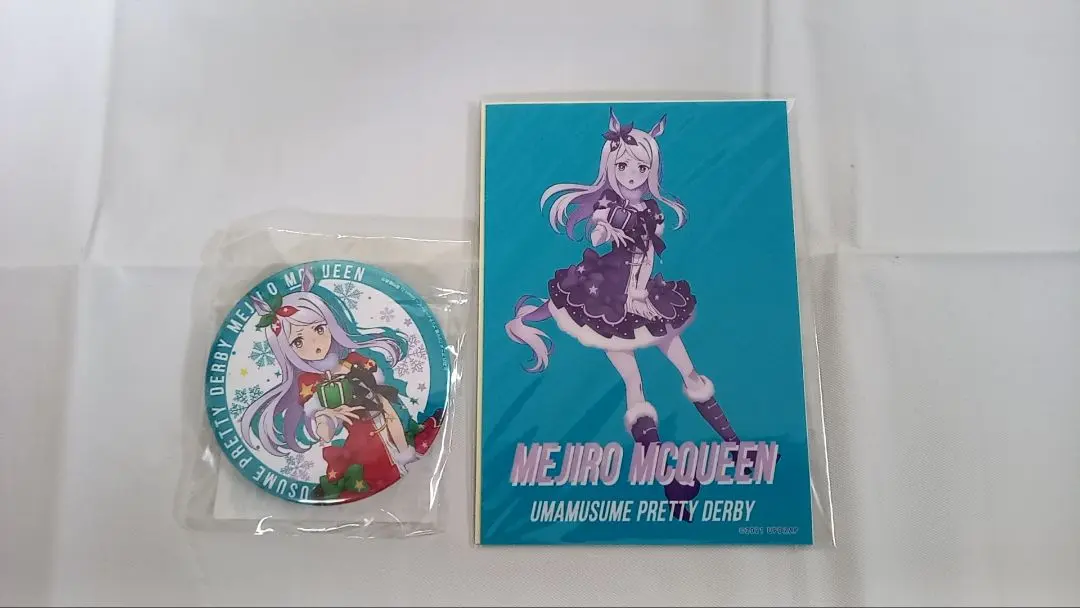 USUME PRETTY DERBY MEJIRO MCQUEEN
MEJIRO MCQUEEN
UMAMUSUME PRETTY DERBY